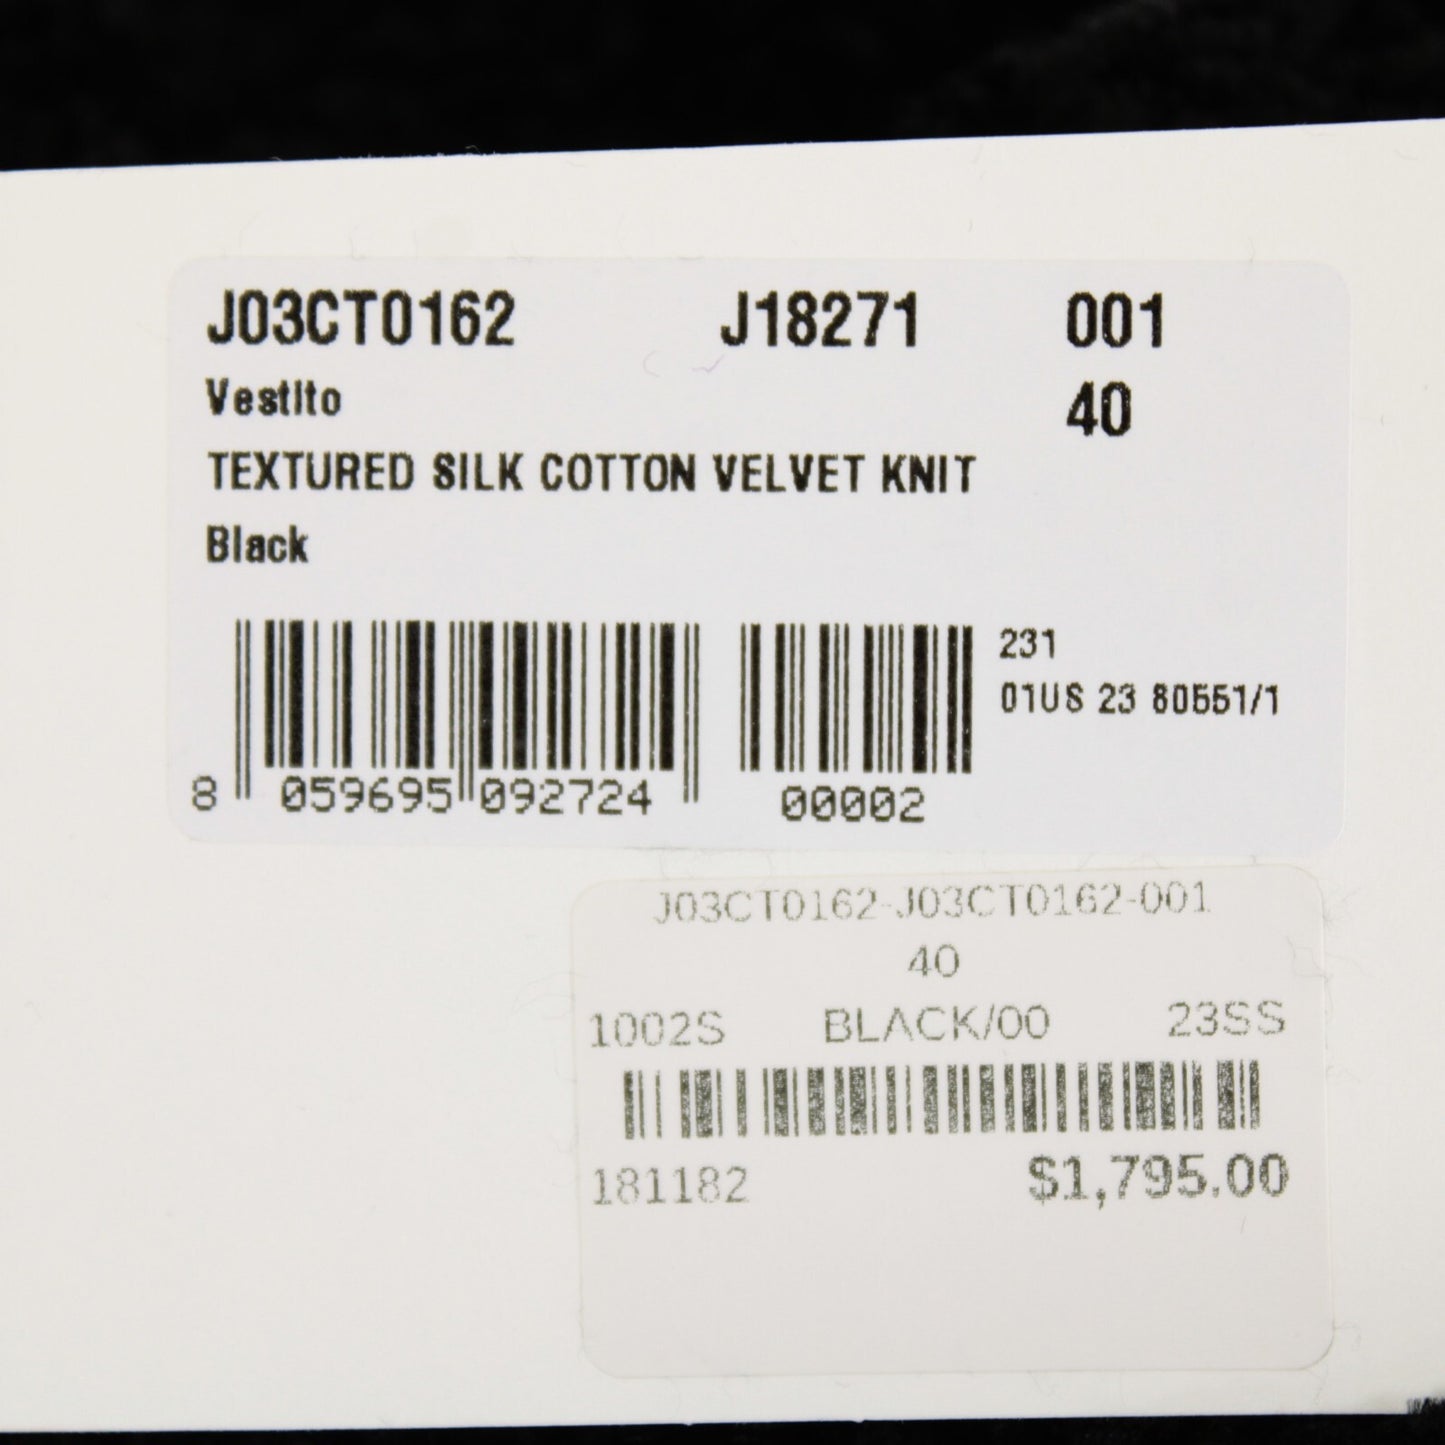 J03CT0162 J18271 001
Vestito 40
TEXTURED SILK COTTON VELVET KNIT
Black
231
01US 23 80551/1
8 059695 092724 00002
J03CT0162-J03CT0162-001
40
1002S BLACK/00 23SS
181182 $1,795.00